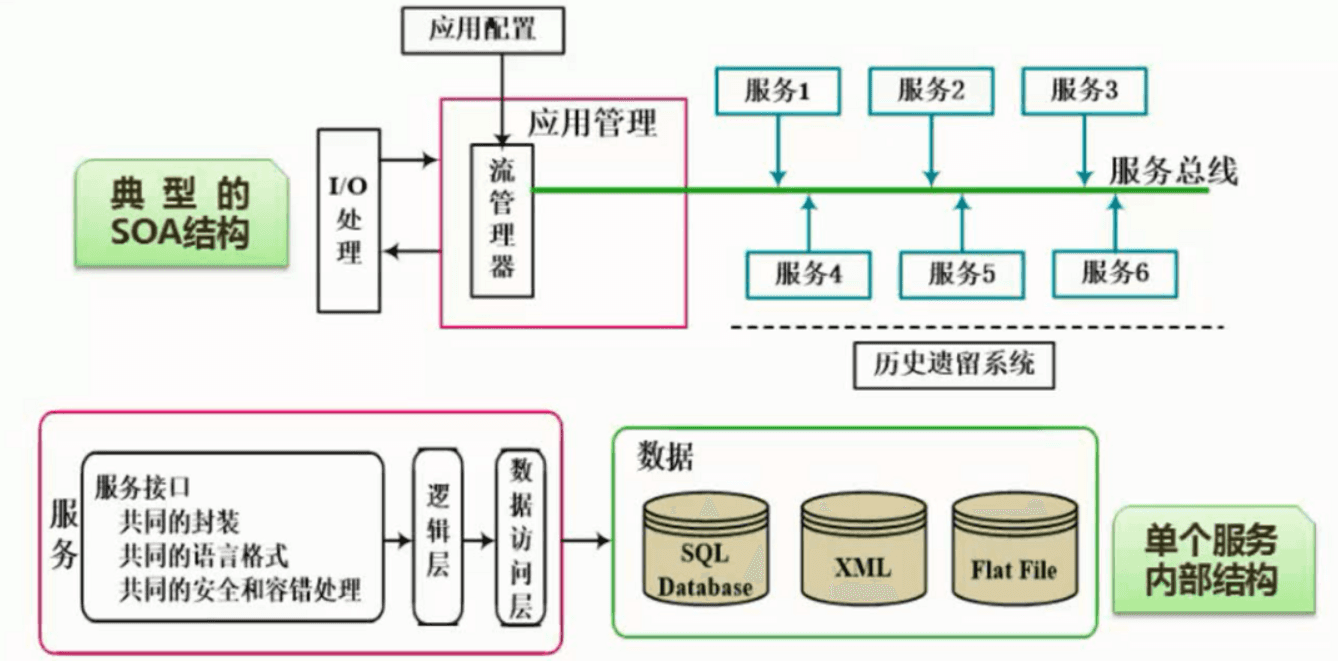 应用配置
典型的
SOA结构
I/O
处
理
应用管理
流
管
理
器
服务1
服务2
服务3
服务总线
服务4
服务5
服务6
历史遗留系统
服
务
服务接口
共同的封装
共同的语言格式
共同的安全和容错处理
逻
辑
层
数
据
访
问
层
数据
SQL
Database
XML
Flat File
单个服务
内部结构